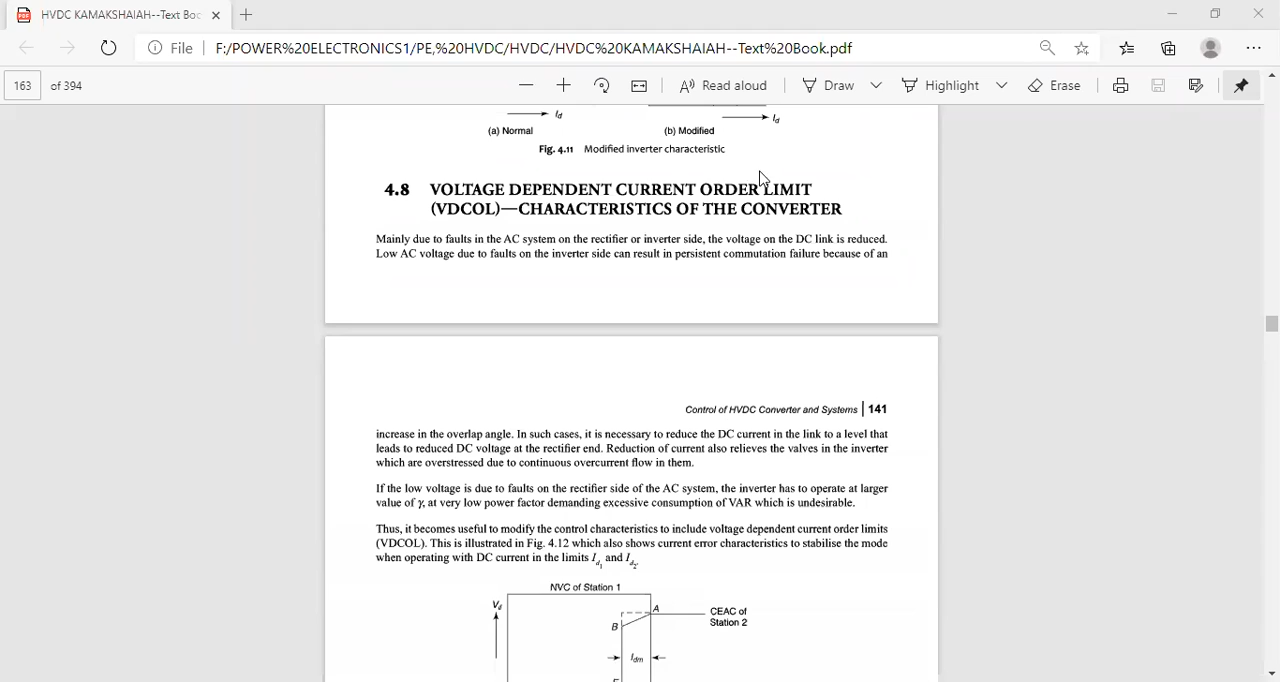 HVDC KAMAKSHAIAH--Text Boo
File
F:/POWER%20ELECTRONICS1/PE,%20HVDC/HVDC/HVDC%20KAMAKSHAIAH--Text%20Book.pdf
163 of 394
Read aloud
Draw
Highlight
Erase
Id
Id
(a) Normal
(b) Modified
Fig. 4.11 Modified inverter characteristic
4.8 VOLTAGE DEPENDENT CURRENT ORDER LIMIT
(VDCOL)—CHARACTERISTICS OF THE CONVERTER
Mainly due to faults in the AC system on the rectifier or inverter side, the voltage on the DC link is reduced.
Low AC voltage due to faults on the inverter side can result in persistent commutation failure because of an
Control of HVDC Converter and Systems 141
increase in the overlap angle. In such cases, it is necessary to reduce the DC current in the link to a level that
leads to reduced DC voltage at the rectifier end. Reduction of current also relieves the valves in the inverter
which are overstressed due to continuous overcurrent flow in them.
If the low voltage is due to faults on the rectifier side of the AC system, the inverter has to operate at larger
value of γ, at very low power factor demanding excessive consumption of VAR which is undesirable.
Thus, it becomes useful to modify the control characteristics to include voltage dependent current order limits
(VDCOL). This is illustrated in Fig. 4.12 which also shows current error characteristics to stabilise the mode
when operating with DC current in the limits Id1 and Id2.
NVC of Station 1
Vd
A
CEAC of
Station 2
B
Idm